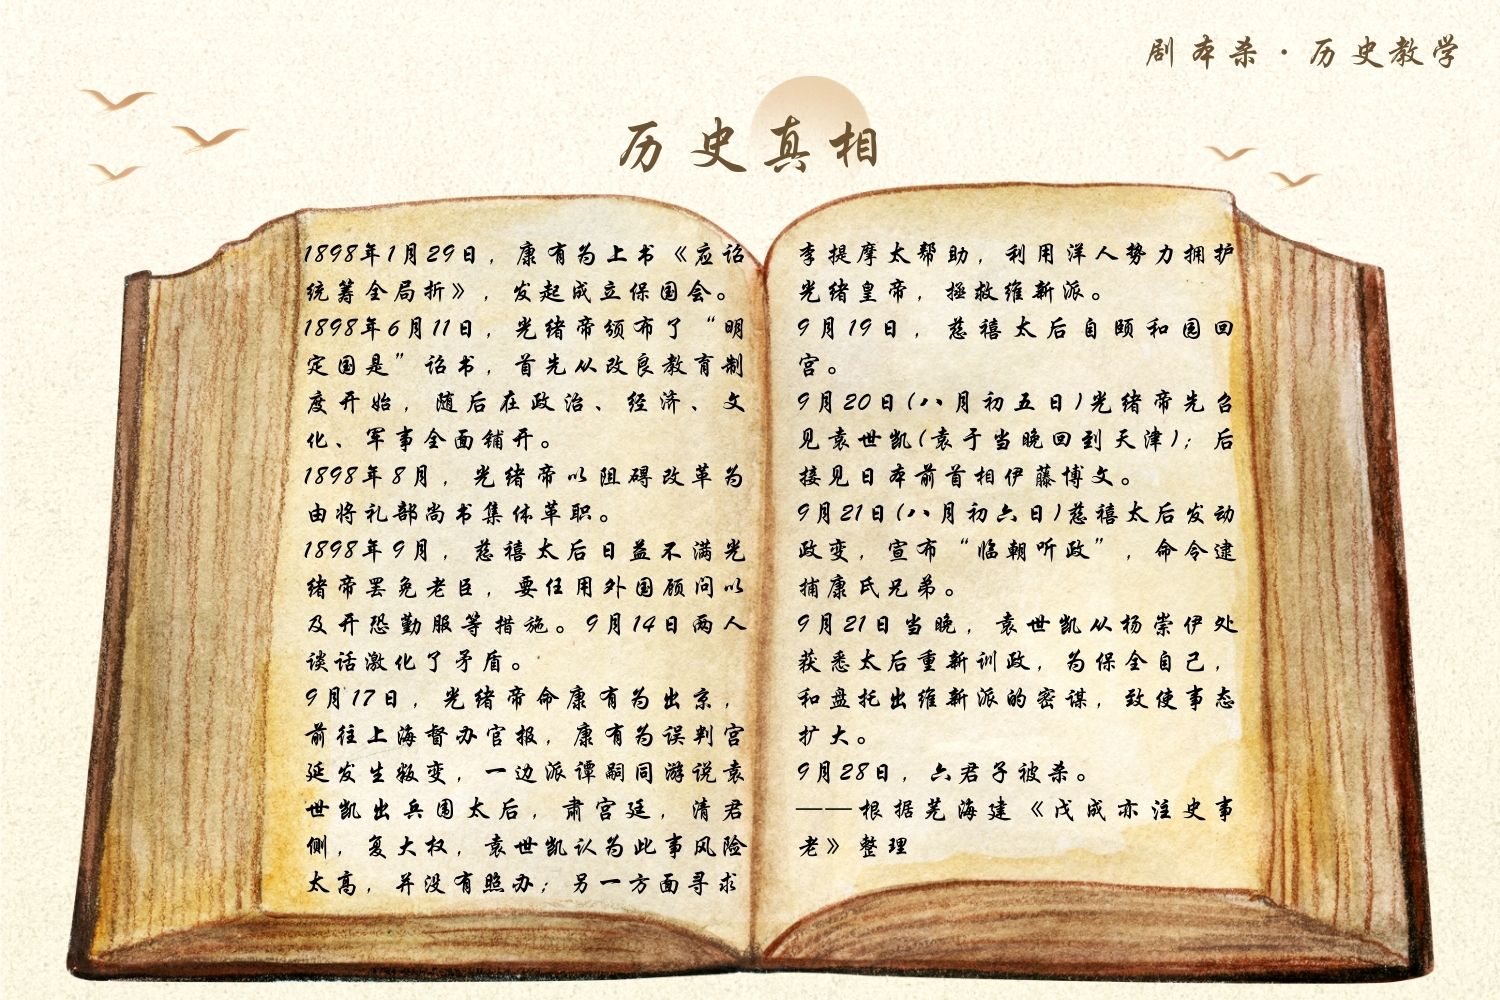 剧本杀·历史教学
历史真相
1898年1月29日，康有为上书《应诏
统筹全局折》，发起成立保国会。
1898年6月11日，光绪帝颁布了“明
定国是”诏书，首先从改良教育制
度开始，随后在政治、经济、文
化、军事全面铺开。
1898年8月，光绪帝以阻碍改革为
由将礼部尚书集体革职。
1898年9月，慈禧太后日益不满光
绪帝罢免老臣，要任用外国顾问以
及开恐勤服等措施。9月14日两人
谈话激化了矛盾。
9月17日，光绪帝命康有为出京，
前往上海督办官报，康有为误判宫
廷发生叛变，一边派谭嗣同游说袁
世凯出兵围太后，肃宫廷，清君
侧，复大权，袁世凯认为此事风险
太高，并没有照办；另一方面寻求
李提摩太帮助，利用洋人势力拥护
光绪皇帝，拯救维新派。
9月19日，慈禧太后自颐和园回
宫。
9月20日(八月初五日)光绪帝先召
见袁世凯(袁于当晚回到天津)；后
接见日本前首相伊藤博文。
9月21日(八月初六日)慈禧太后发动
政变，宣布“临朝听政”，命令逮
捕康氏兄弟。
9月21日当晚，袁世凯从杨崇伊处
获悉太后重新训政，为保全自己，
和盘托出维新派的密谋，致使事态
扩大。
9月28日，六君子被杀。
——根据芜海建《戊戌亦注史事
老》整理